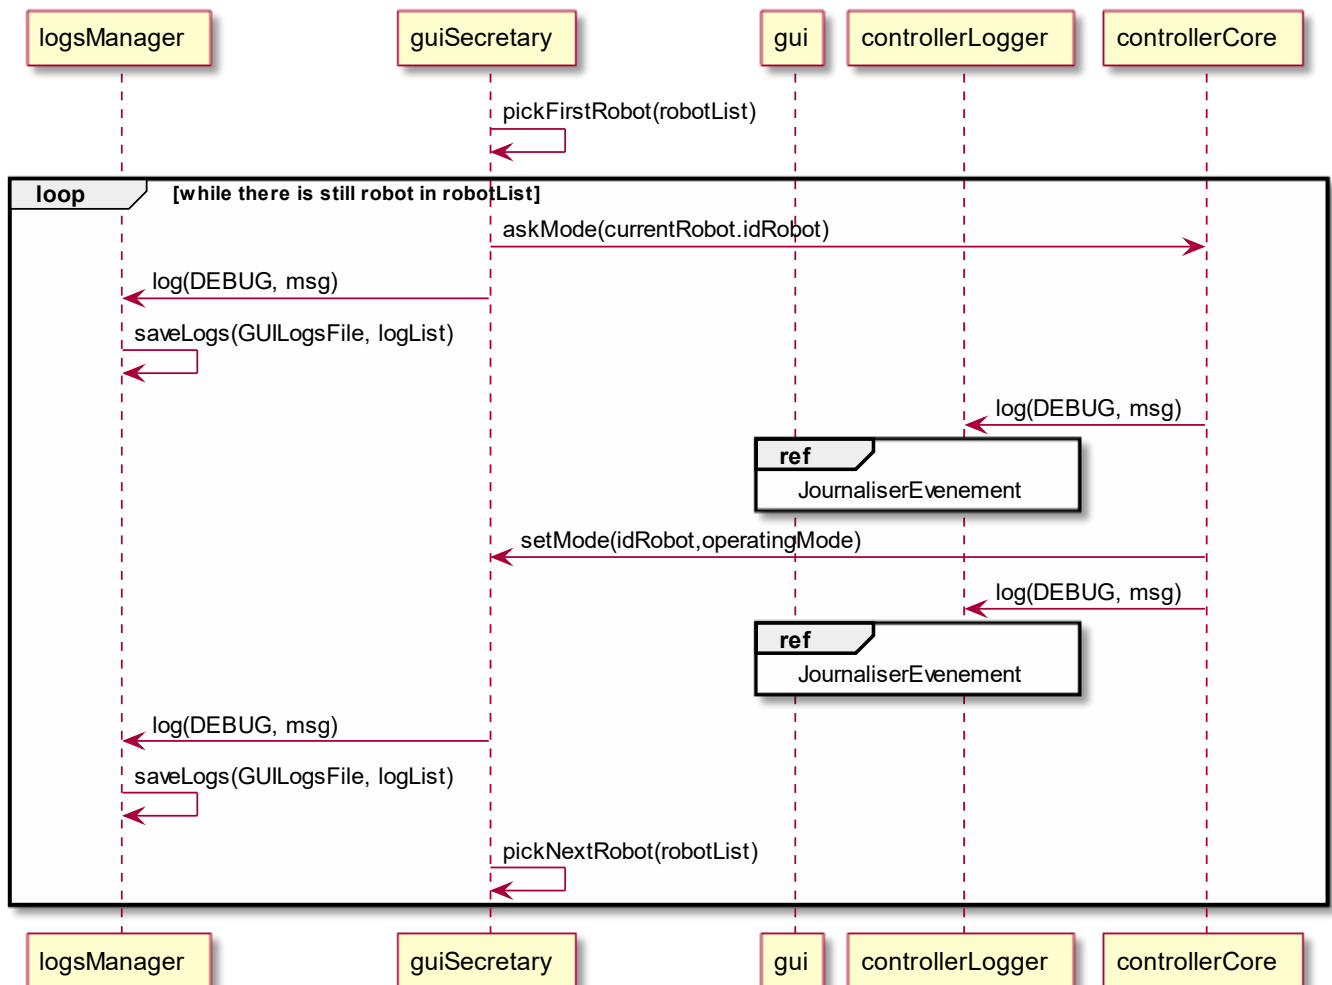 logsManager
guiSecretary
gui
controllerLogger
controllerCore
pickFirstRobot(robotList)
loop
[while there is still robot in robotList]
askMode(currentRobot.idRobot)
log(DEBUG, msg)
saveLogs(GUILogsFile, logList)
log(DEBUG, msg)
ref
JournaliserEvenement
setMode(idRobot,operatingMode)
log(DEBUG, msg)
ref
JournaliserEvenement
log(DEBUG, msg)
saveLogs(GUILogsFile, logList)
pickNextRobot(robotList)
logsManager
guiSecretary
gui
controllerLogger
controllerCore